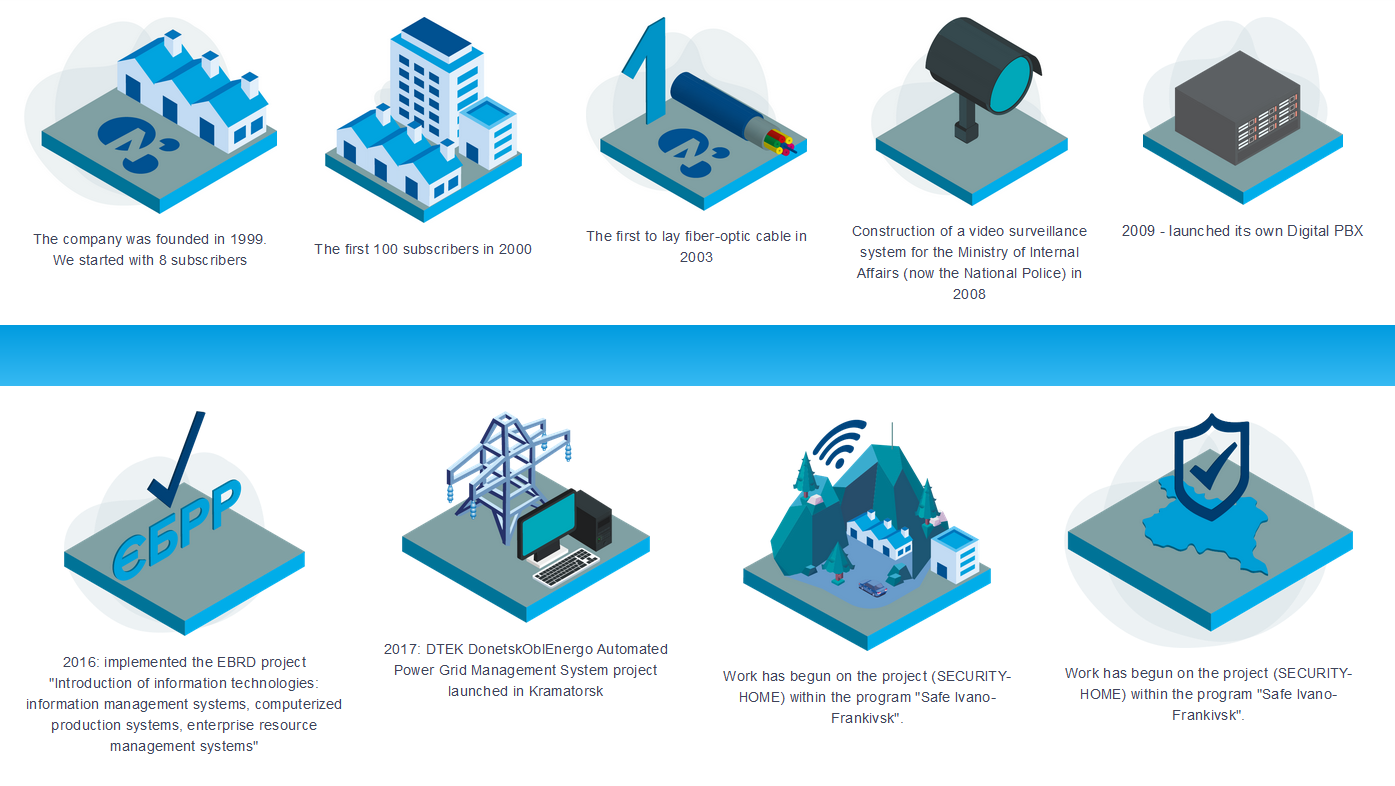 The company was founded in 1999.
We started with 8 subscribers
The first 100 subscribers in 2000
1
The first to lay fiber-optic cable in
2003
Construction of a video surveillance
system for the Ministry of Internal
Affairs (now the National Police) in
2008
2009 - launched its own Digital PBX
ЄБРР
2016: implemented the EBRD project
"Introduction of information technologies:
information management systems, computerized
production systems, enterprise resource
management systems"
2017: DTEK DonetskOblEnergo Automated
Power Grid Management System project
launched in Kramatorsk
Work has begun on the project (SECURITY-
HOME) within the program "Safe Ivano-
Frankivsk".
Work has begun on the project (SECURITY-
HOME) within the program "Safe Ivano-
Frankivsk".